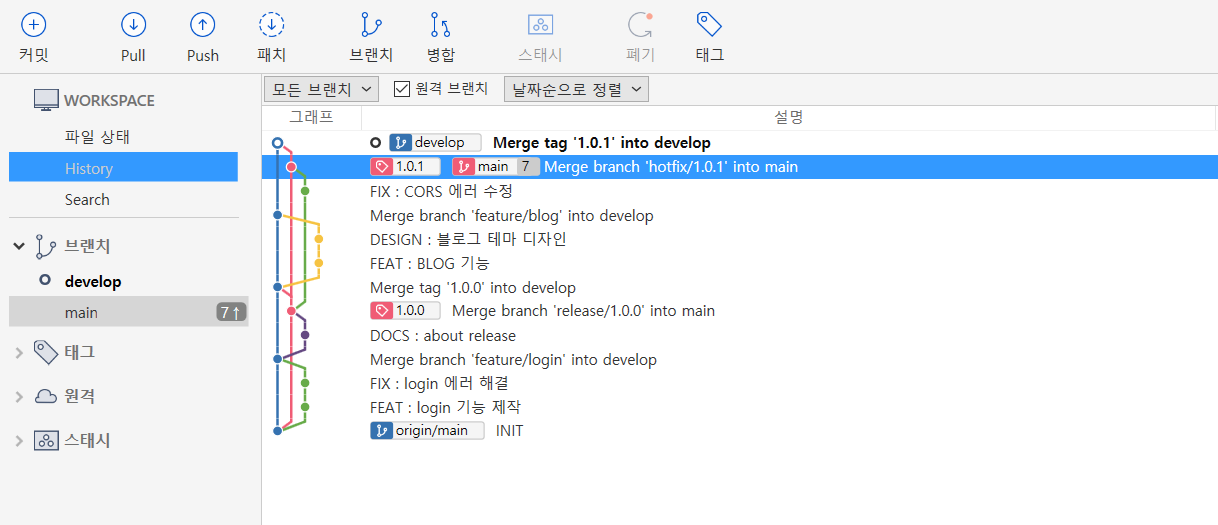 커밋 Pull Push 패치 브랜치 병합 스태시 폐기 태그
WORKSPACE
파일 상태
History
Search
브랜치
develop
main 7↑
태그
원격
스태시
모든 브랜치 원격 브랜치 날짜순으로 정렬
그래프 설명
develop Merge tag '1.0.1' into develop
1.0.1 main 7 Merge branch 'hotfix/1.0.1' into main
FIX : CORS 에러 수정
Merge branch 'feature/blog' into develop
DESIGN : 블로그 테마 디자인
FEAT : BLOG 기능
Merge tag '1.0.0' into develop
1.0.0 Merge branch 'release/1.0.0' into main
DOCS : about release
Merge branch 'feature/login' into develop
FIX : login 에러 해결
FEAT : login 기능 제작
origin/main INIT